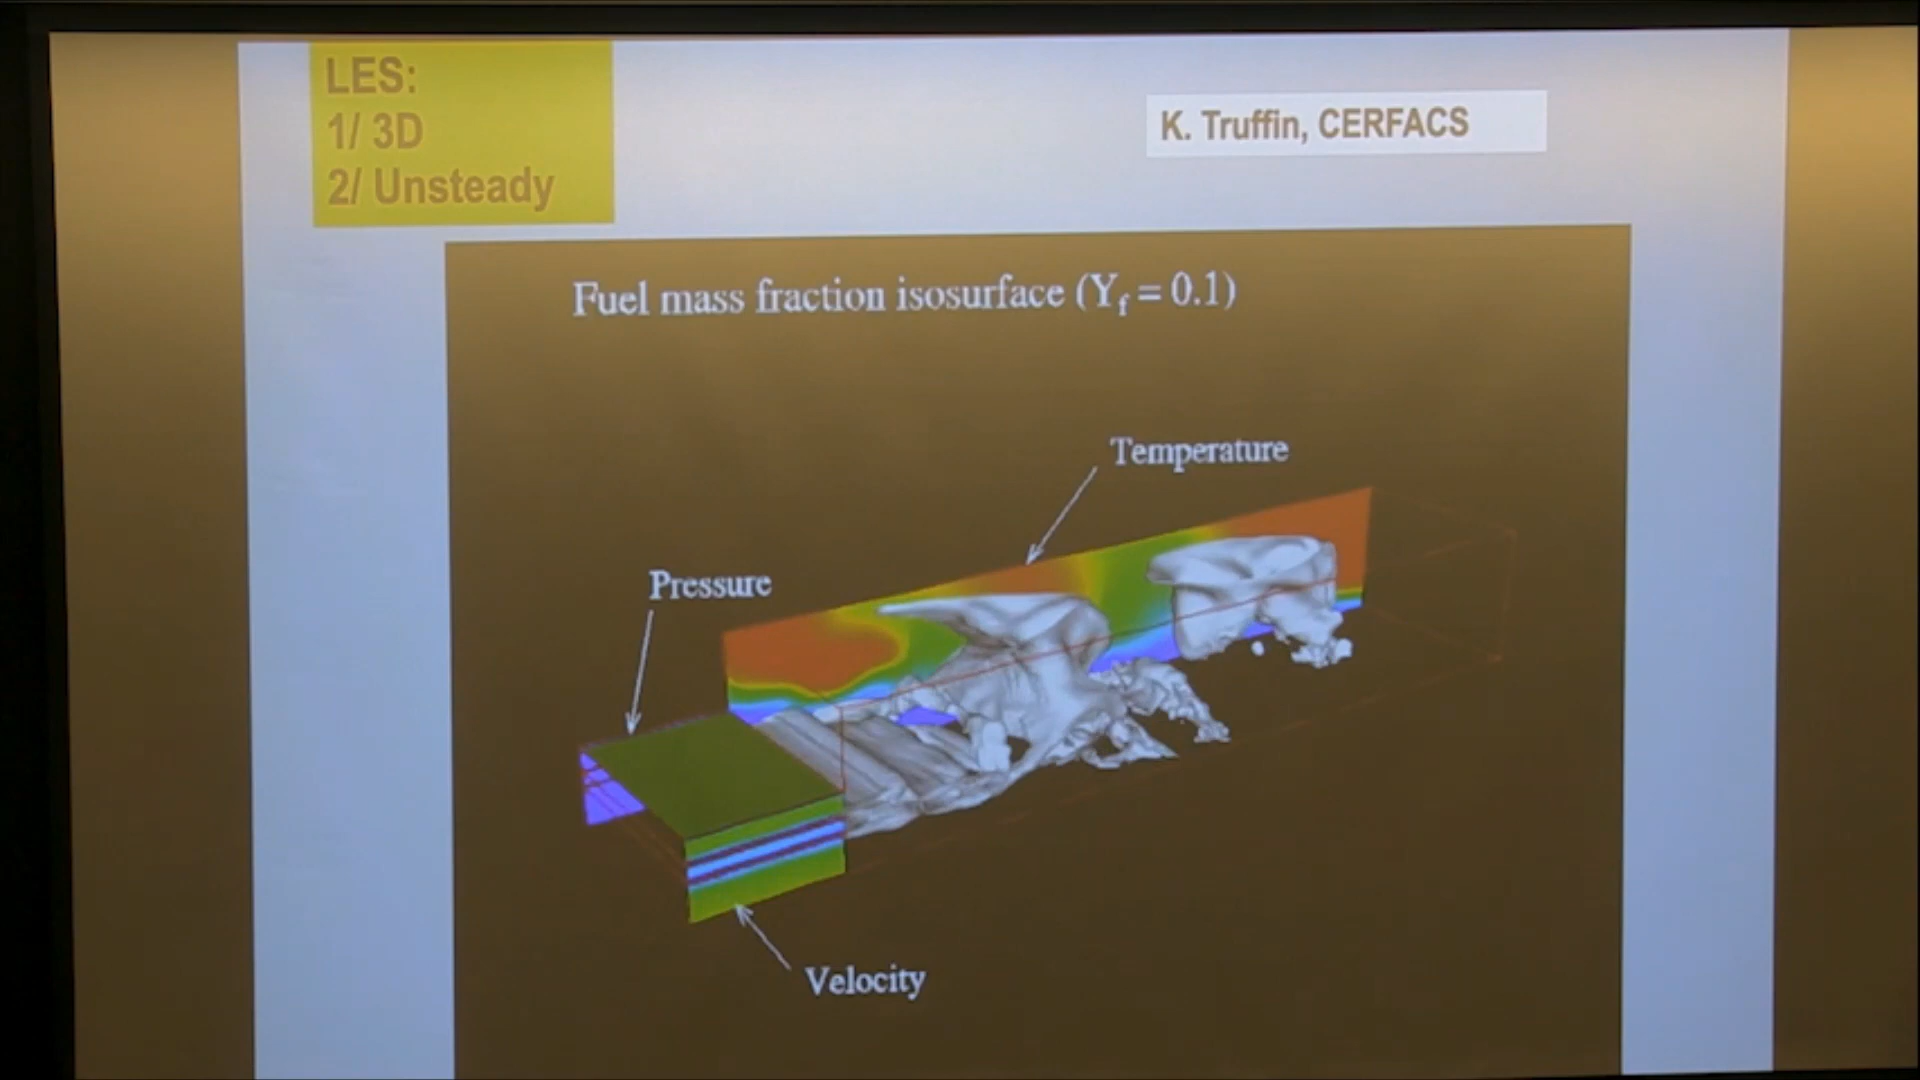 LES:
1/ 3D
2/ Unsteady
K. Truffin, CERFACS
Fuel mass fraction isosurface (Yf = 0.1)
Temperature
Pressure
Velocity